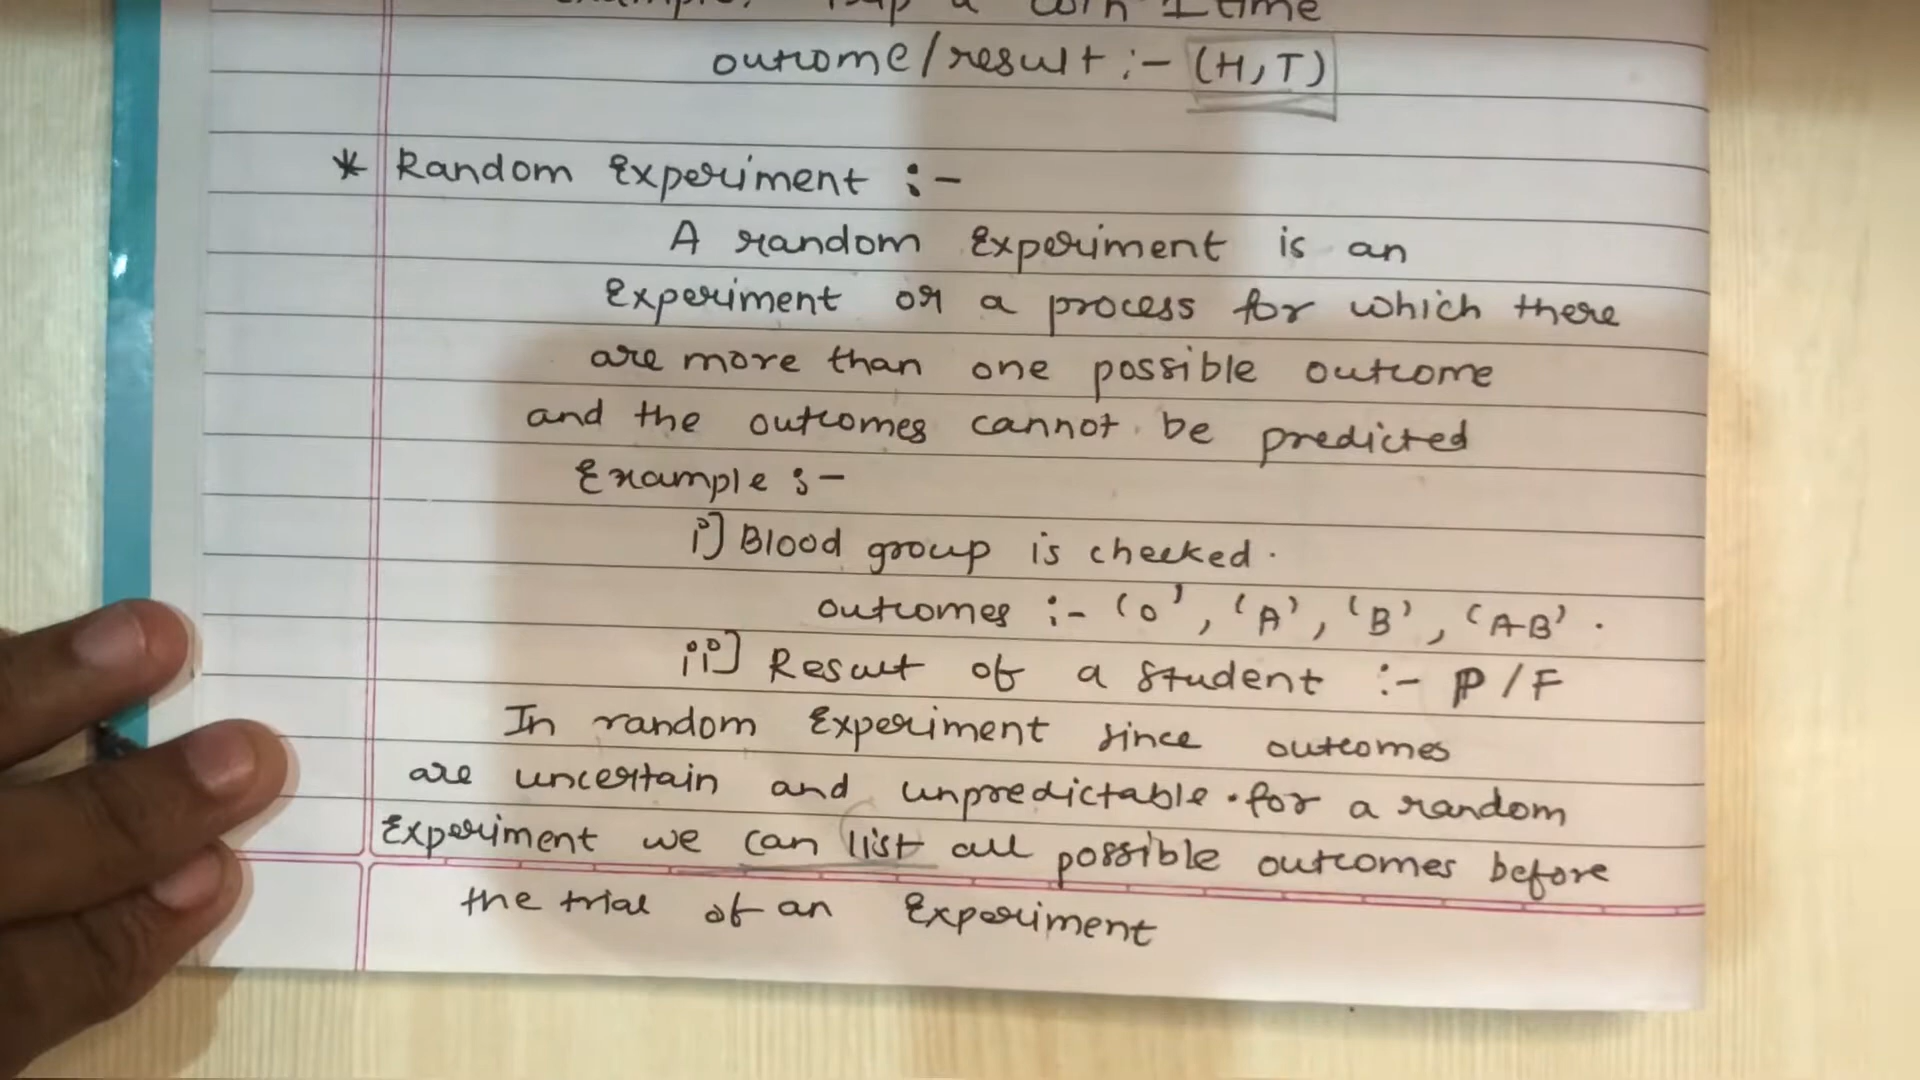 a coin 1 time
outcome/result :- (H,T)
* Random Experiment :-
A random Experiment is an
Experiment or a process for which there
are more than one possible outcome
and the outcomes cannot be predicted
Example :-
i] Blood group is checked.
outcomes :- 'O', 'A', 'B', 'AB'.
ii] Result of a student :- P/F
In random Experiment since outcomes
are uncertain and unpredictable. for a random
Experiment we can list all possible outcomes before
the trial of an Experiment